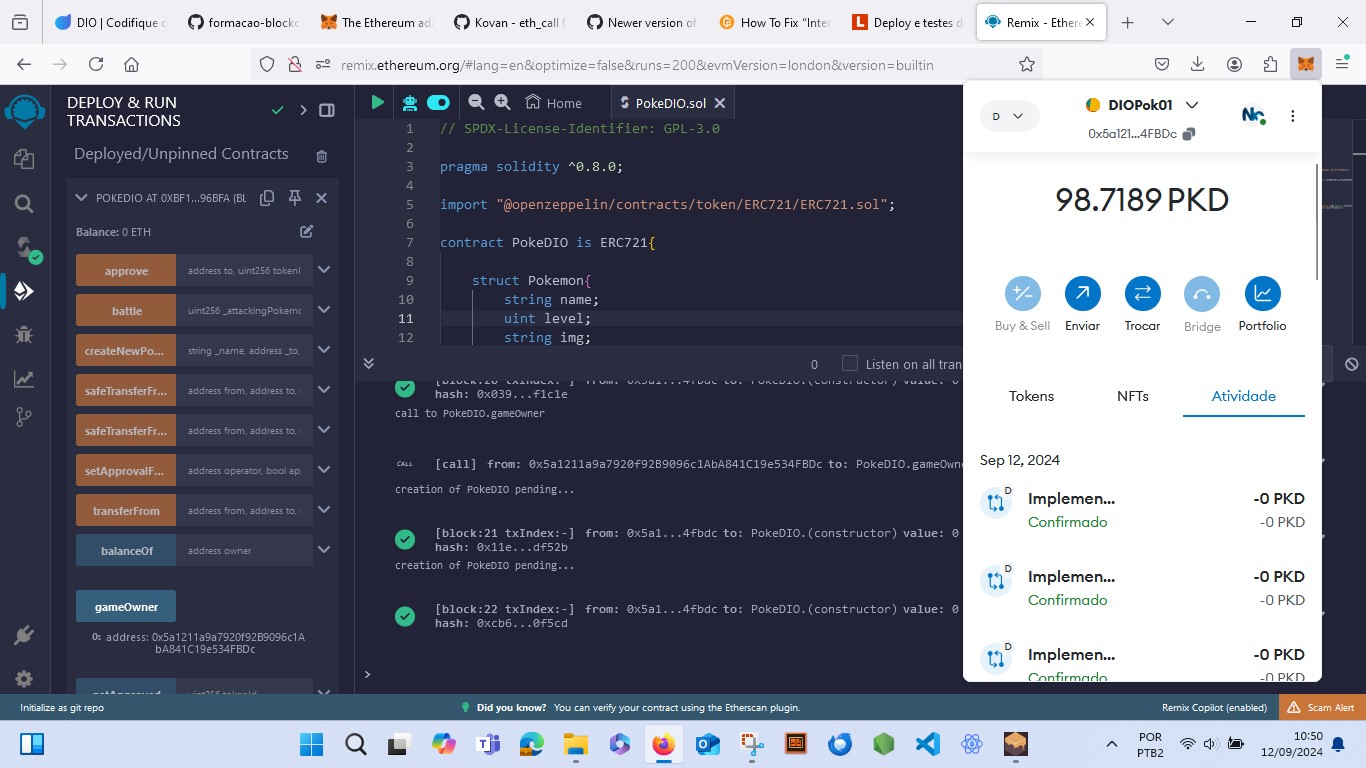 DIO | Codifique o
formacao-blockc
The Ethereum ad
Kovan - eth_call f
Newer version of
How To Fix “Inter
Deploy e testes d
Remix - Ethere
remix.ethereum.org/#lang=en&optimize=false&runs=200&evmVersion=london&version=builtin
DEPLOY & RUN
TRANSACTIONS
Deployed/Unpinned Contracts
POKEDIO AT 0XBF1...96BFA (BL
Balance: 0 ETH
approve address to, uint256 tokenI
battle uint256 _attackingPokemo
createNewPo... string _name, address _to,
safeTransferFr... address from, address to,
safeTransferFr... address from, address to,
setApprovalF... address operator, bool ap
transferFrom address from, address to,
balanceOf address owner
gameOwner
0: address: 0x5a1211a9a7920f92B9096c1A
bA841C19e534FBDc
getApproved uint256 tokenId
Home
PokeDIO.sol
1 // SPDX-License-Identifier: GPL-3.0
2
3 pragma solidity ^0.8.0;
4
5 import "@openzeppelin/contracts/token/ERC721/ERC721.sol";
6
7 contract PokeDIO is ERC721{
8
9 struct Pokemon{
10 string name;
11 uint level;
12 string img;
0 Listen on all tran
[block:20 txIndex:-] from: 0x5a1...4fbdc to: PokeDIO.(constructor) value: 0
hash: 0x039...f1c1e
call to PokeDIO.gameOwner
CALL [call] from: 0x5a1211a9a7920f92B9096c1AbA841C19e534FBDc to: PokeDIO.gameOwn
creation of PokeDIO pending...
[block:21 txIndex:-] from: 0x5a1...4fbdc to: PokeDIO.(constructor) value: 0
hash: 0x11e...df52b
creation of PokeDIO pending...
[block:22 txIndex:-] from: 0x5a1...4fbdc to: PokeDIO.(constructor) value: 0
hash: 0xcb6...0f5cd
>
D
DIOPok01
0x5a121...4FBDc
98.7189 PKD
Buy & Sell Enviar Trocar Bridge Portfolio
Tokens NFTs Atividade
Sep 12, 2024
D
Implemen... -0 PKD
Confirmado -0 PKD
D
Implemen... -0 PKD
Confirmado -0 PKD
D
Implemen... -0 PKD
Confirmado -0 PKD
Initialize as git repo
Did you know? You can verify your contract using the Etherscan plugin.
Remix Copilot (enabled)
Scam Alert
POR
PTB2
10:50
12/09/2024